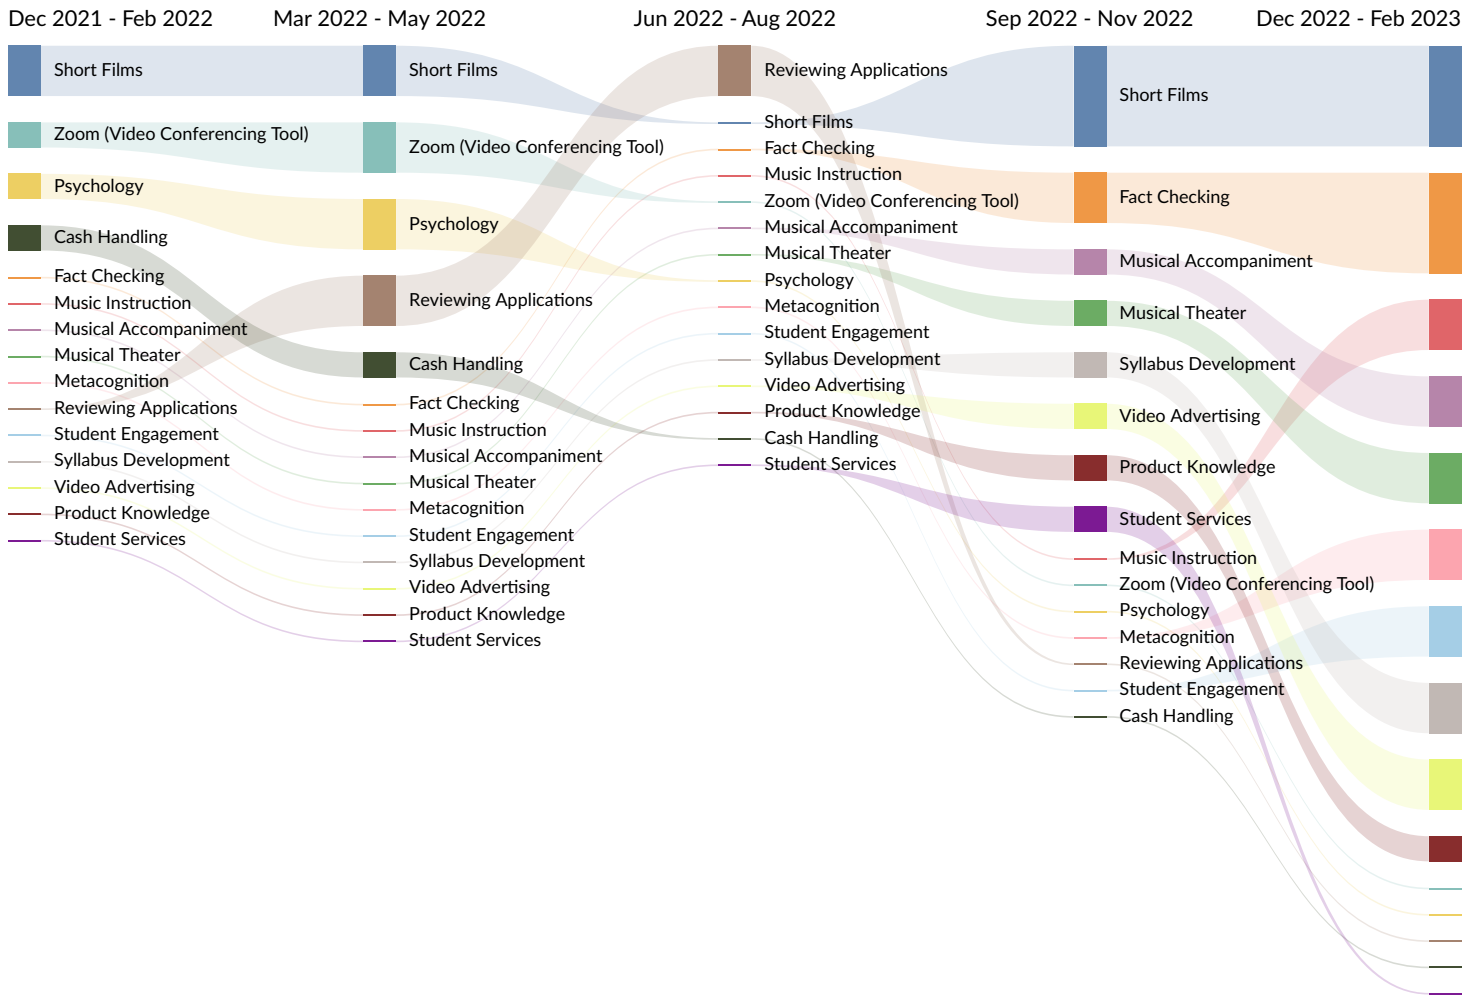 Dec 2021 - Feb 2022
Mar 2022 - May 2022
Jun 2022 - Aug 2022
Sep 2022 - Nov 2022
Dec 2022 - Feb 2023
Short Films
Zoom (Video Conferencing Tool)
Psychology
Cash Handling
Fact Checking
Music Instruction
Musical Accompaniment
Musical Theater
Metacognition
Reviewing Applications
Student Engagement
Syllabus Development
Video Advertising
Product Knowledge
Student Services
Short Films
Zoom (Video Conferencing Tool)
Psychology
Reviewing Applications
Cash Handling
Fact Checking
Music Instruction
Musical Accompaniment
Musical Theater
Metacognition
Student Engagement
Syllabus Development
Video Advertising
Product Knowledge
Student Services
Reviewing Applications
Short Films
Fact Checking
Music Instruction
Zoom (Video Conferencing Tool)
Musical Accompaniment
Musical Theater
Psychology
Metacognition
Student Engagement
Syllabus Development
Video Advertising
Product Knowledge
Cash Handling
Student Services
Short Films
Fact Checking
Musical Accompaniment
Musical Theater
Syllabus Development
Video Advertising
Product Knowledge
Student Services
Music Instruction
Zoom (Video Conferencing Tool)
Psychology
Metacognition
Reviewing Applications
Student Engagement
Cash Handling